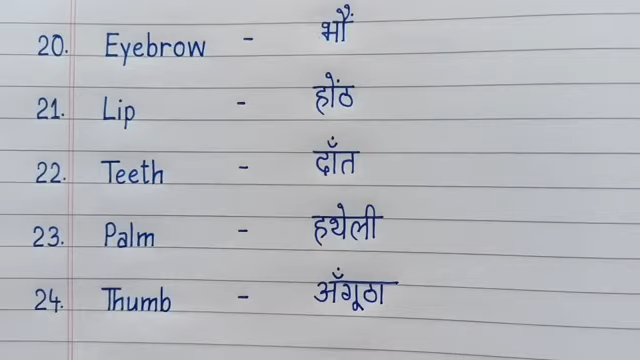 20. Eyebrow - भौं
21. Lip - होंठ
22. Teeth - दाँत
23. Palm - हथेली
24. Thumb - अँगूठा